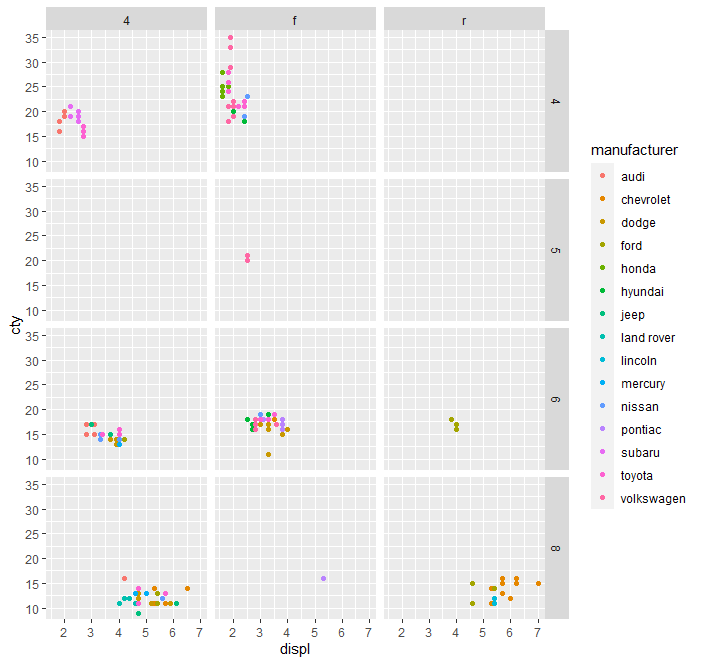 4 f r
35
30
25
20
15
10
4
35
30
25
20
15
10
5
35
30
25
20
15
10
6
35
30
25
20
15
10
8
cty
2 3 4 5 6 7 2 3 4 5 6 7 2 3 4 5 6 7
displ
manufacturer
audi
chevrolet
dodge
ford
honda
hyundai
jeep
land rover
lincoln
mercury
nissan
pontiac
subaru
toyota
volkswagen